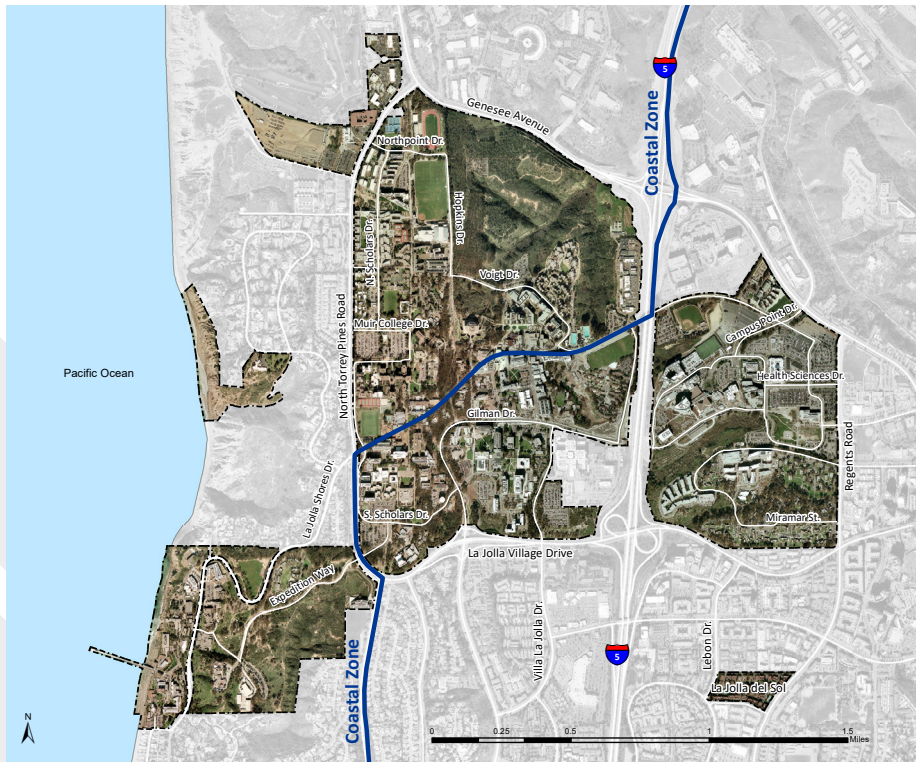 5
Coastal Zone
Genesee Avenue
Northpoint Dr.
Hopkins Dr.
N. Scholars Dr.
Voigt Dr.
North Torrey Pines Road
Muir College Dr.
Campus Point Dr.
Pacific Ocean
Health Sciences Dr.
Gilman Dr.
Regents Road
La Jolla Shores Dr.
S. Scholars Dr.
Miramar St.
La Jolla Village Drive
Expedition Way
Villa La Jolla Dr.
Lebon Dr.
5
Coastal Zone
La Jolla del Sol
N
0 0.25 0.5 1 1.5
Miles